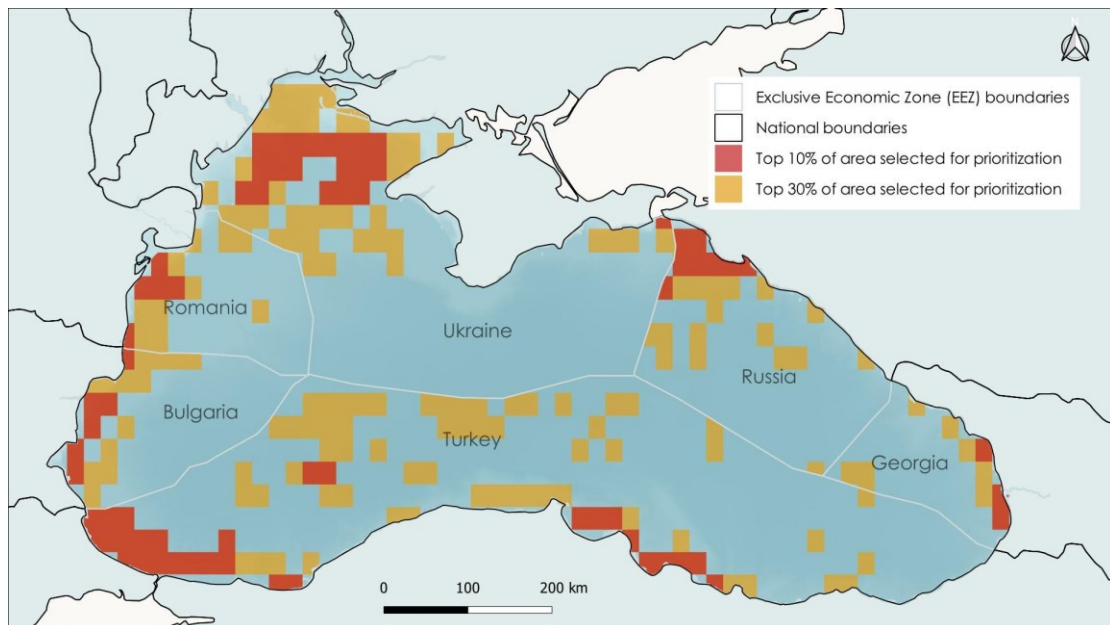 N
Exclusive Economic Zone (EEZ) boundaries
National boundaries
Top 10% of area selected for prioritization
Top 30% of area selected for prioritization
Romania
Ukraine
Russia
Bulgaria
Turkey
Georgia
0 100 200 km